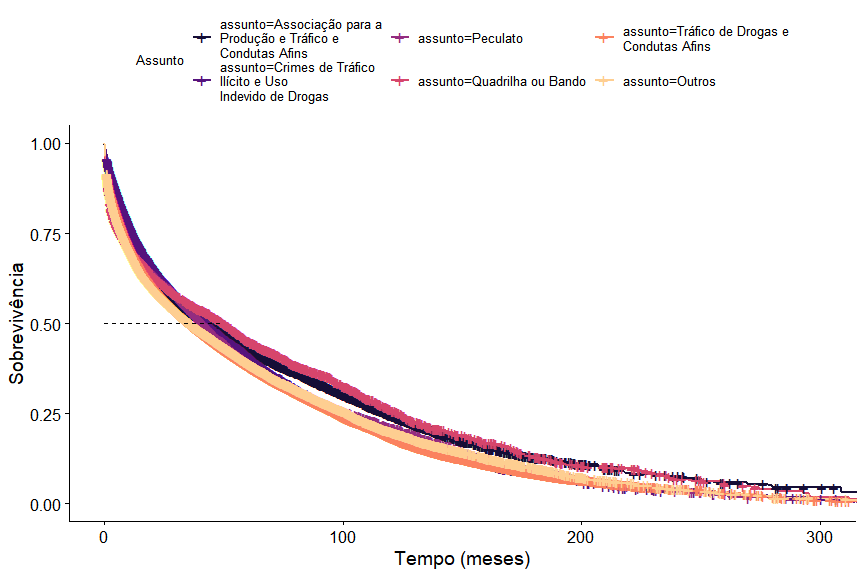 Assunto
assunto=Associação para a
Produção e Tráfico e
Condutas Afins
assunto=Crimes de Tráfico
Ilícito e Uso
Indevido de Drogas
assunto=Peculato
assunto=Quadrilha ou Bando
assunto=Tráfico de Drogas e
Condutas Afins
assunto=Outros
Sobrevivência
1.00
0.75
0.50
0.25
0.00
0
100
200
300
Tempo (meses)